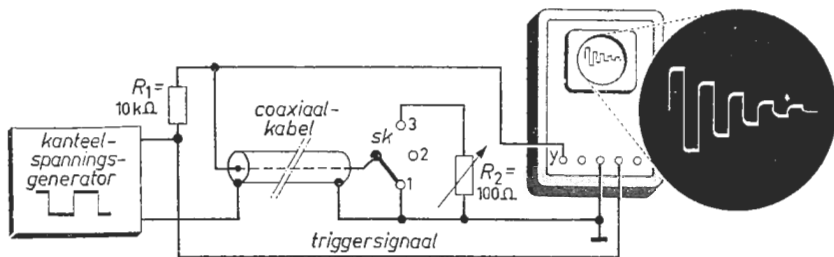 R1=
10kΩ
coaxiaal-
kabel
sk
3
2
1
R2=
100Ω
kanteel-
spannings-
generator
y
triggersignaal